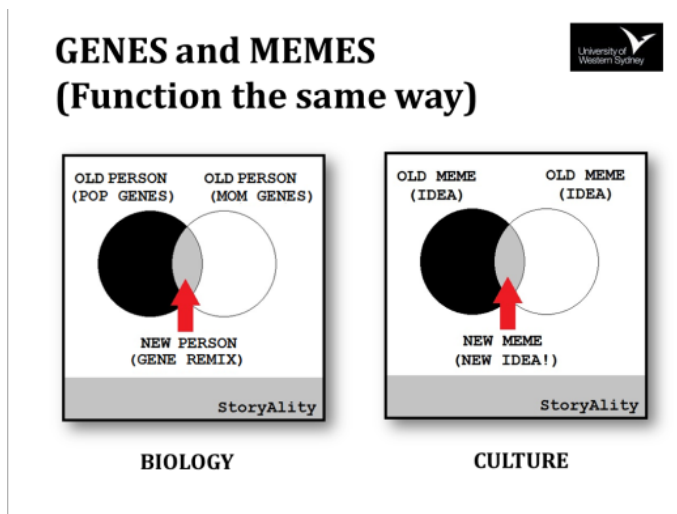 GENES and MEMES
(Function the same way)
University of
Western Sydney
OLD PERSON
(POP GENES)
OLD PERSON
(MOM GENES)
NEW PERSON
(GENE REMIX)
StoryAlity
BIOLOGY
OLD MEME
(IDEA)
OLD MEME
(IDEA)
NEW MEME
(NEW IDEA!)
StoryAlity
CULTURE